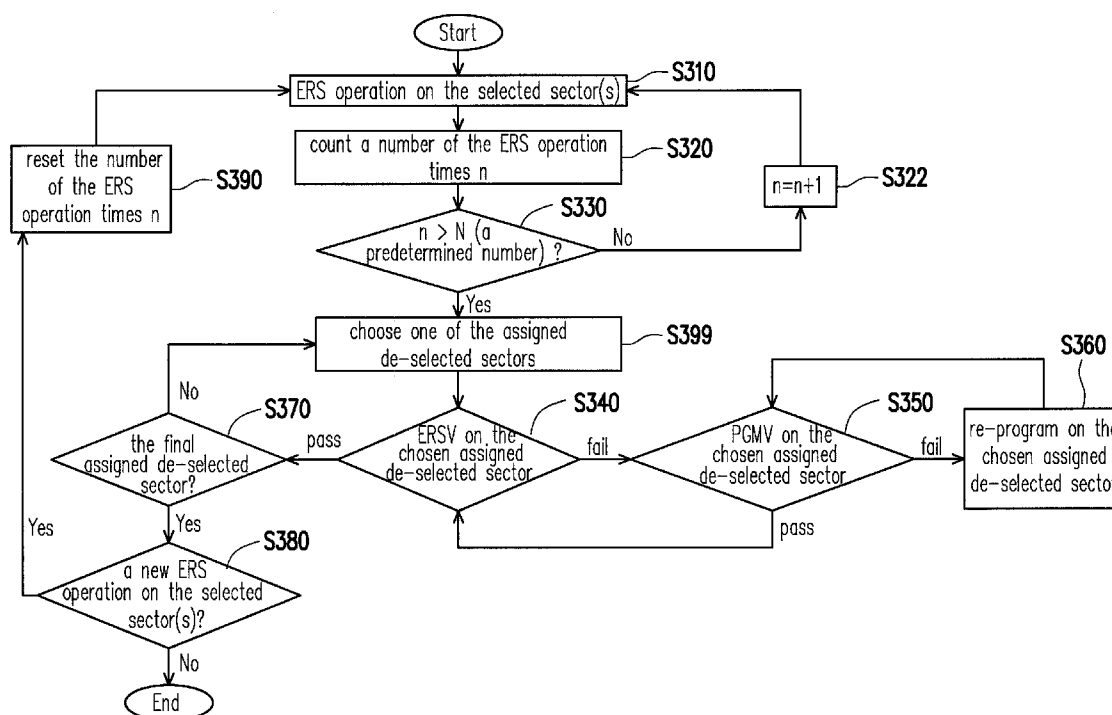 Start
S310
ERS operation on the selected sector(s)
count a number of the ERS operation
times n
S320
reset the number
of the ERS
operation times n
S390
n=n+1
S322
S330
n > N (a
predetermined number) ?
No
Yes
choose one of the assigned
de-selected sectors
S399
S360
No
S370
the final
assigned de-selected
sector?
pass
S340
ERSV on the
chosen assigned
de-selected sector
fail
S350
PGMV on the
chosen assigned
de-selected sector
fail
re-program on the
chosen assigned
de-selected sector
Yes
Yes
pass
S380
a new ERS
operation on the selected
sector(s)?
No
End